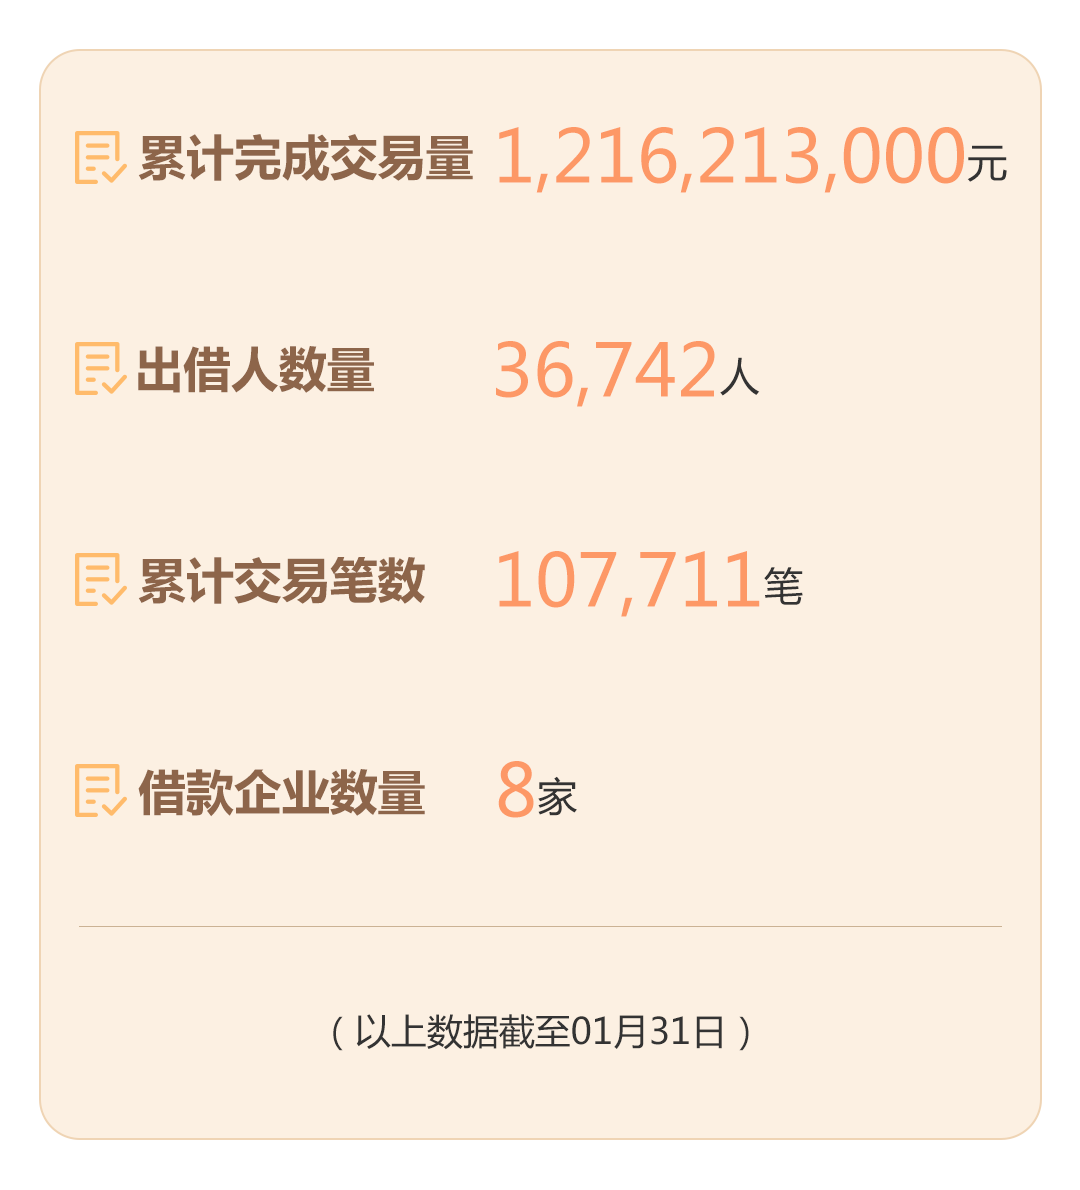 累计完成交易量 1,216,213,000元
出借人数量 36,742人
累计交易笔数 107,711笔
借款企业数量 8家
（以上数据截至01月31日）